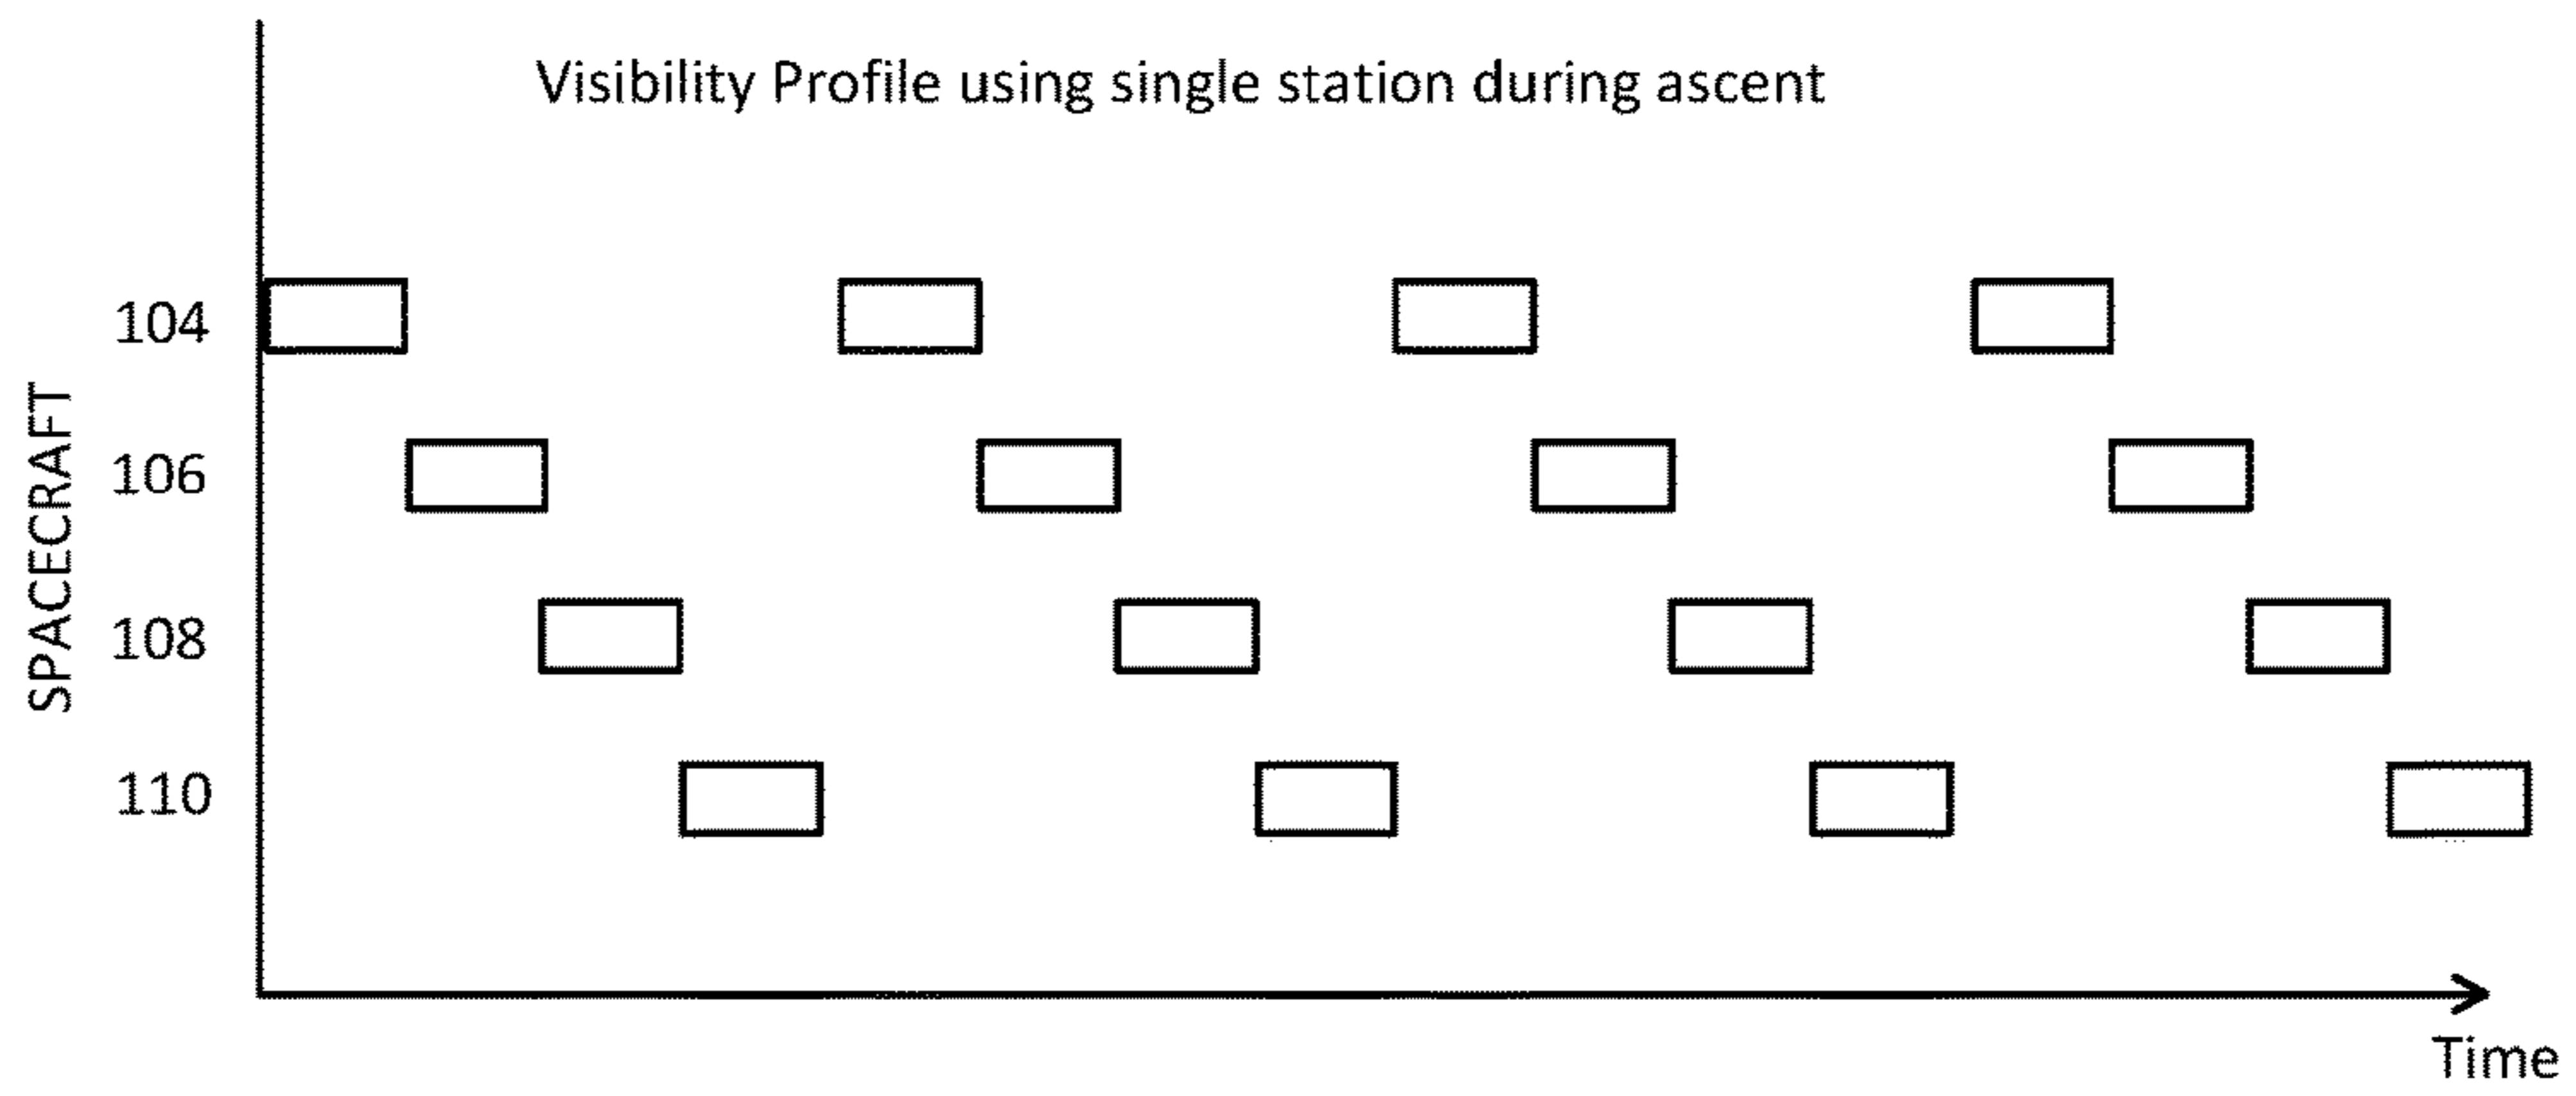 Visibility Profile using single station during ascent
SPACECRAFT
104
106
108
110
Time